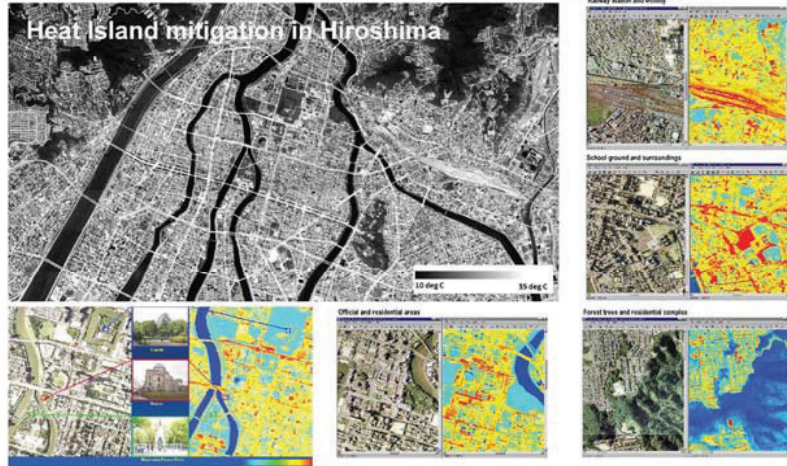 Heat Island mitigation in Hiroshima
10 deg C
35 deg C
Railway station and vicinity
School ground and surroundings
Official and residential areas
Forest trees and residential samples